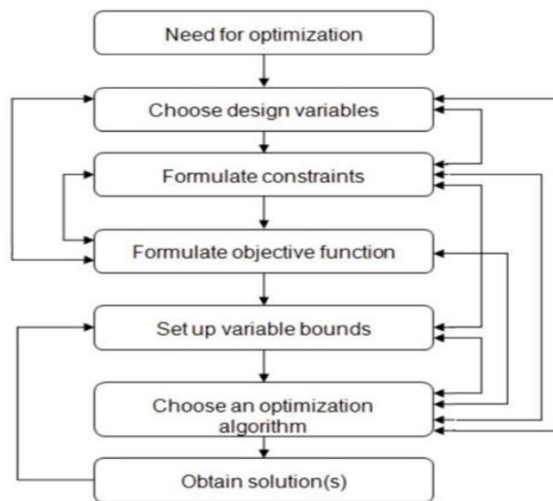 Need for optimization
Choose design variables
Formulate constraints
Formulate objective function
Set up variable bounds
Choose an optimization
algorithm
Obtain solution(s)